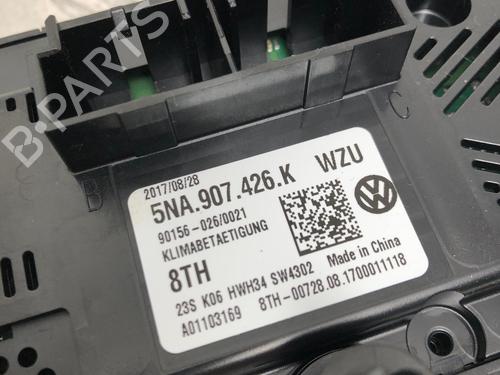 B-PARTS
C
2017/08/28
5NA.907.426.K WZU
90156-026/0021
KLIMABETAETIGUNG
8TH
Made in China
23S K06 HWH34 SW4302
A01103169 8TH-00728.08.1700011118
B